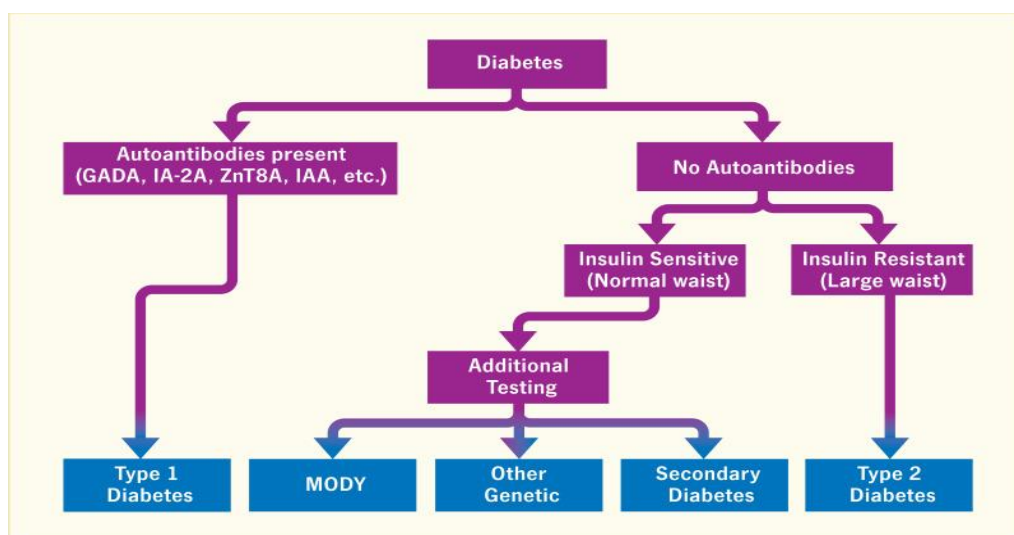 Diabetes
Autoantibodies present
(GADA, IA-2A, ZnT8A, IAA, etc.)
No Autoantibodies
Insulin Sensitive
(Normal waist)
Insulin Resistant
(Large waist)
Additional
Testing
Type 1
Diabetes
MODY
Other
Genetic
Secondary
Diabetes
Type 2
Diabetes